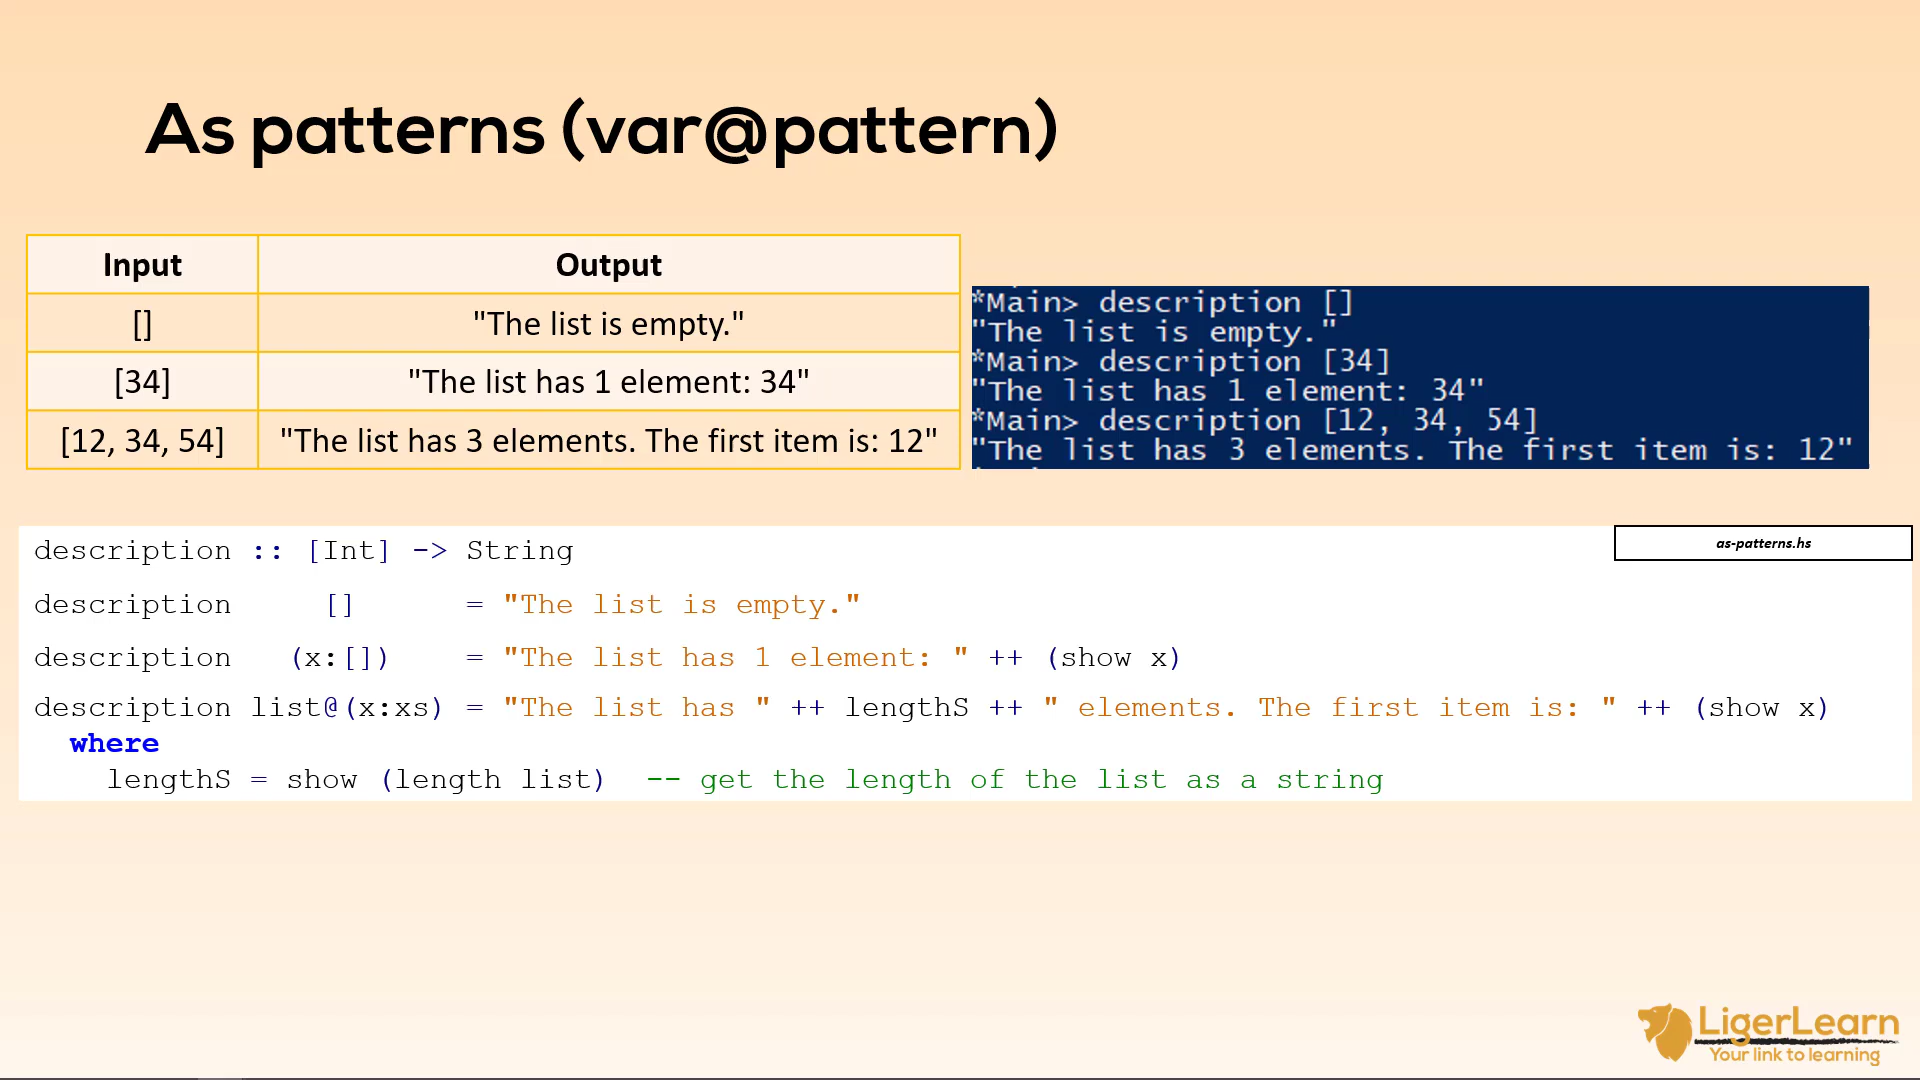 As patterns (var@pattern)
Input Output
[] "The list is empty."
[34] "The list has 1 element: 34"
[12, 34, 54] "The list has 3 elements. The first item is: 12"
*Main> description []
"The list is empty."
*Main> description [34]
"The list has 1 element: 34"
*Main> description [12, 34, 54]
"The list has 3 elements. The first item is: 12"
as-patterns.hs
description :: [Int] -> String
description [] = "The list is empty."
description (x:[]) = "The list has 1 element: " ++ (show x)
description list@(x:xs) = "The list has " ++ lengthS ++ " elements. The first item is: " ++ (show x)
where
lengthS = show (length list) -- get the length of the list as a string
LigerLearn
Your link to learning